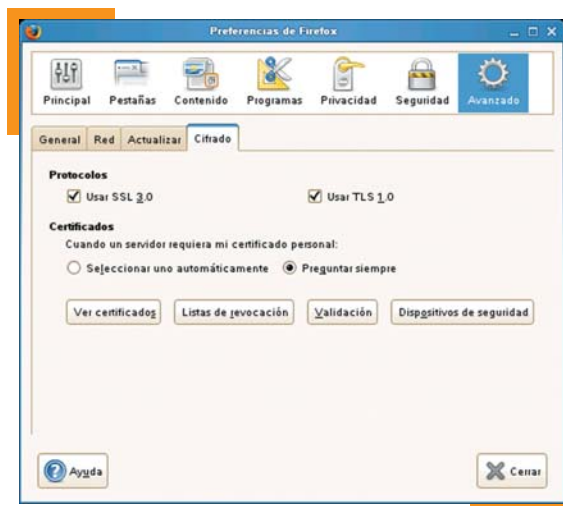 Preferencias de Firefox
Principal Pestañas Contenido Programas Privacidad Seguridad Avanzado
General Red Actualizar Cifrado
Protocolos
Usar SSL 3.0 Usar TLS 1.0
Certificados
Cuando un servidor requiera mi certificado personal:
Seleccionar uno automáticamente Preguntar siempre
Ver certificados Listas de revocación Validación Dispositivos de seguridad
Ayuda Cerrar